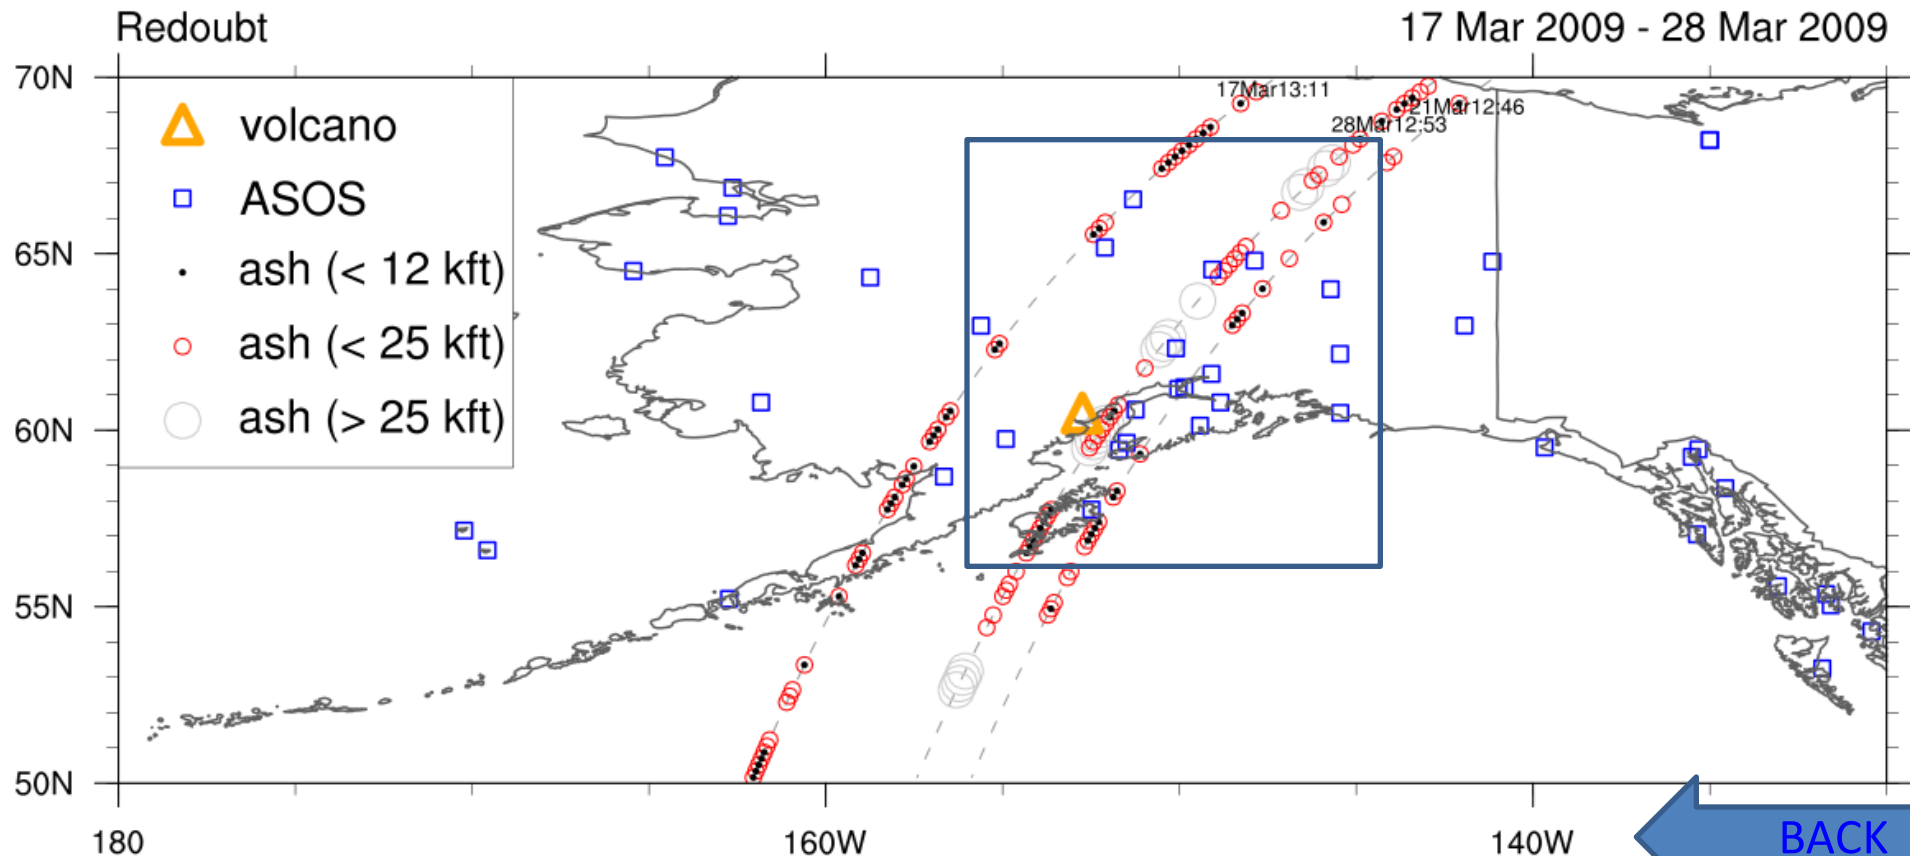 Redoubt
17 Mar 2009 - 28 Mar 2009
70N
65N
60N
55N
50N
volcano
ASOS
ash (< 12 kft)
ash (< 25 kft)
ash (> 25 kft)
17Mar13:11
21Mar12:46
28Mar12:53
180
160W
140W
BACK